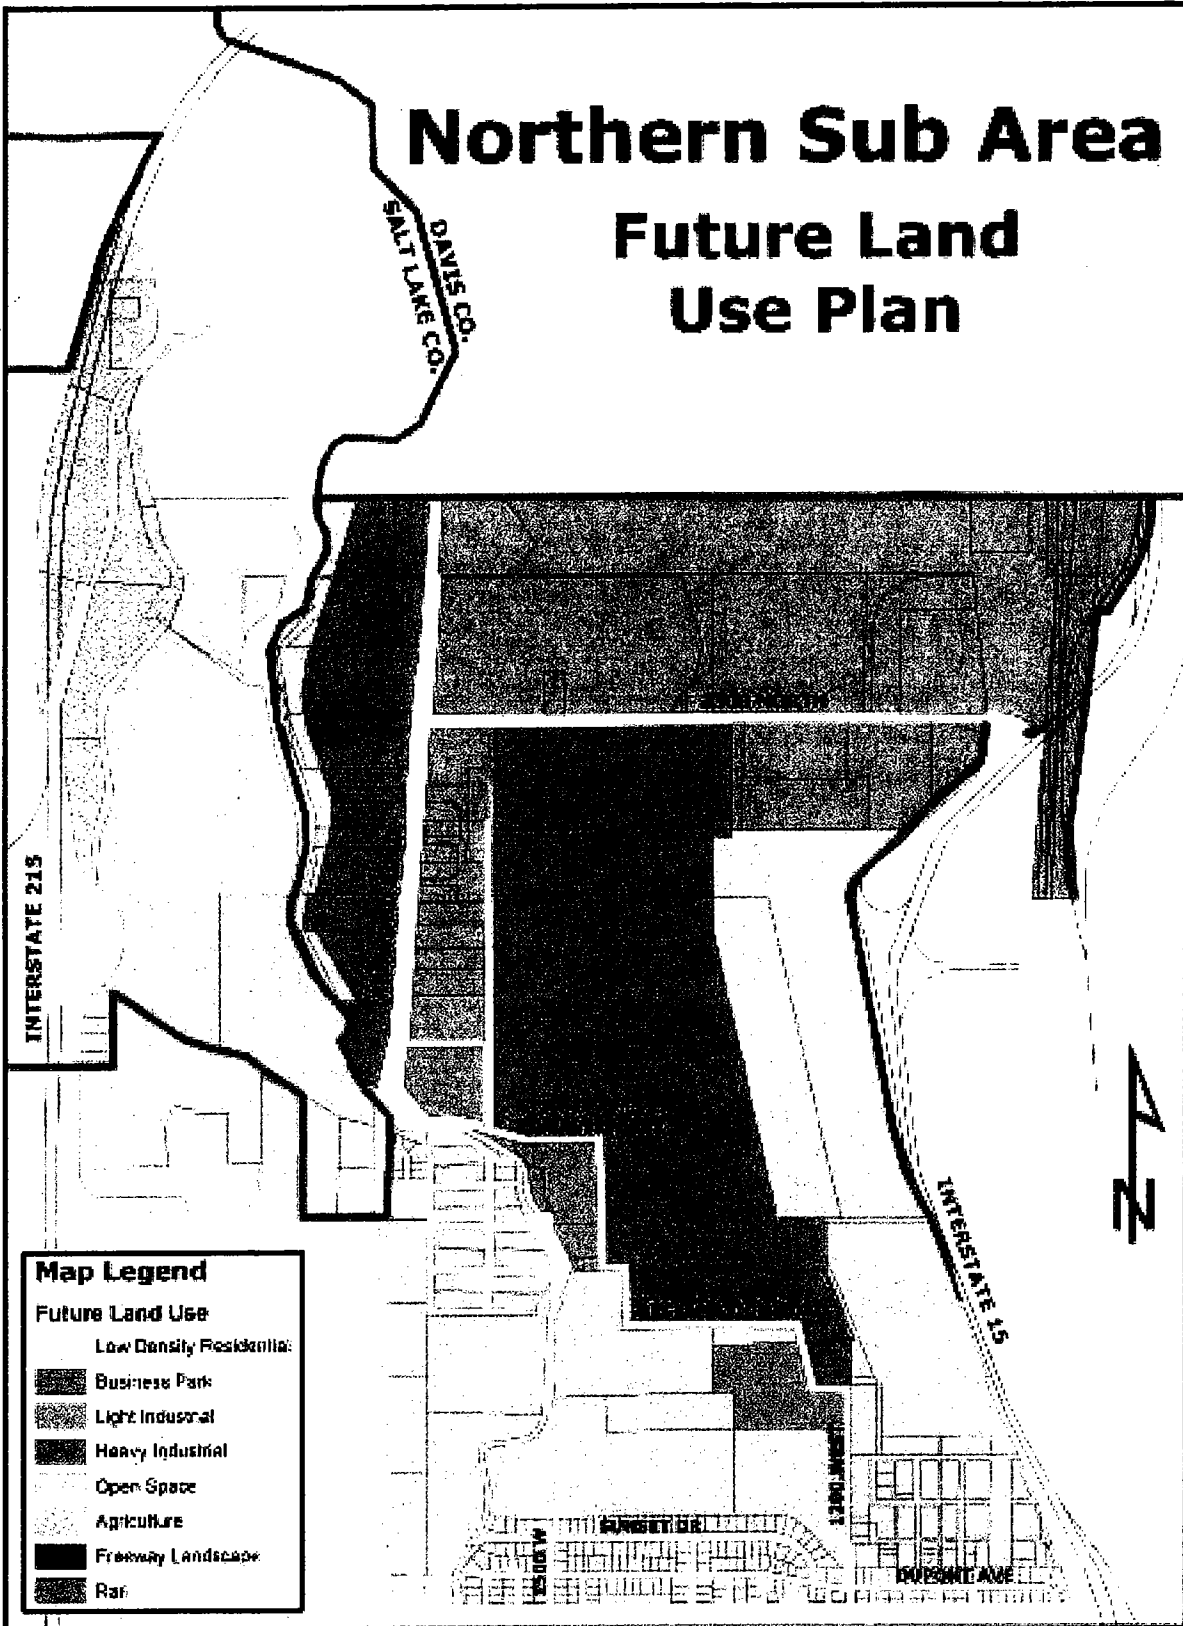 Northern Sub Area
Future Land
Use Plan
DAVIS CO.
SALT LAKE CO.
INTERSTATE 215
INTERSTATE 15
N
Map Legend
Future Land Use
Low Density Residential
Business Park
Light Industrial
Heavy Industrial
Open Space
Agriculture
Freeway Landscape
Rail
1200 WEST
SUNSET DR
DUPONT AVE